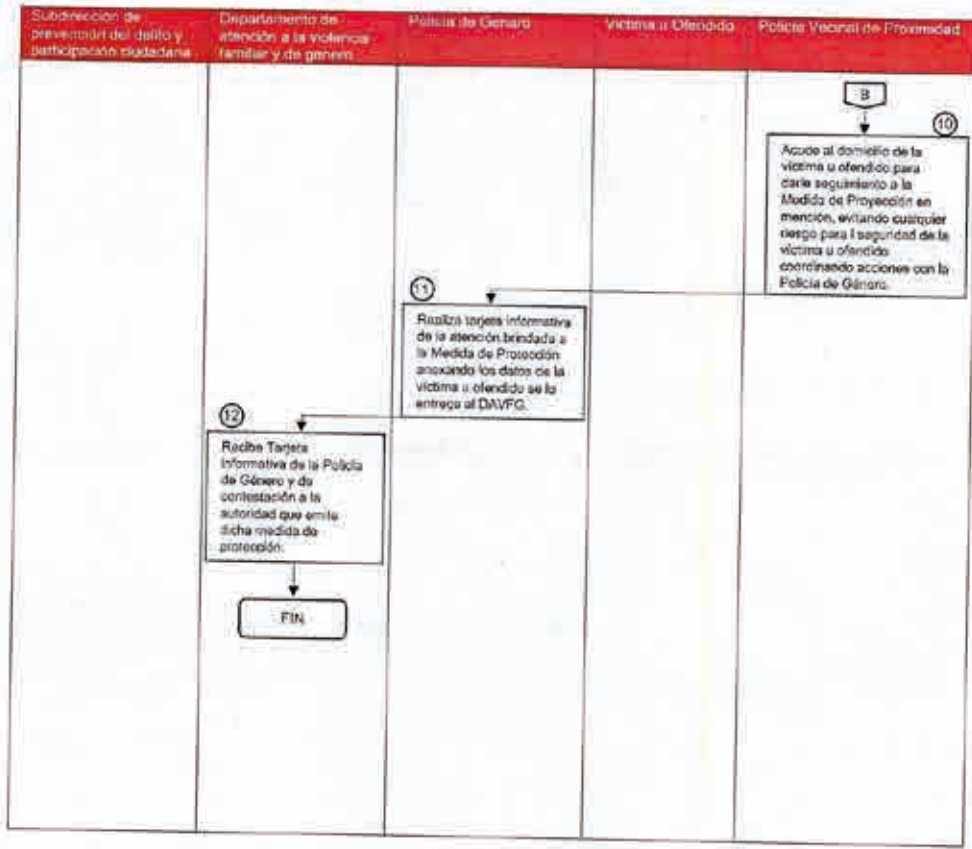 Subdirección de
prevención del delito y
participación ciudadana
Departamento de
atención a la violencia
familiar y de género
Policía de Género
Víctima u Ofendido
Policía Vecinal de Proximidad
B
10
Acude al domicilio de la
víctima u ofendido para
darle seguimiento a la
Medida de Proyección en
mención, evitando cualquier
riesgo para l seguridad de la
víctima u ofendido
coordinando acciones con la
Policía de Género.
11
Realiza tarjeta informativa
de la atención brindada a
la Medida de Protección
anexando los datos de la
víctima u ofendido se la
entrega al DAVFG.
12
Recibe Tarjeta
Informativa de la Policía
de Género y da
contestación a la
autoridad que emite
dicha medida de
protección.
FIN